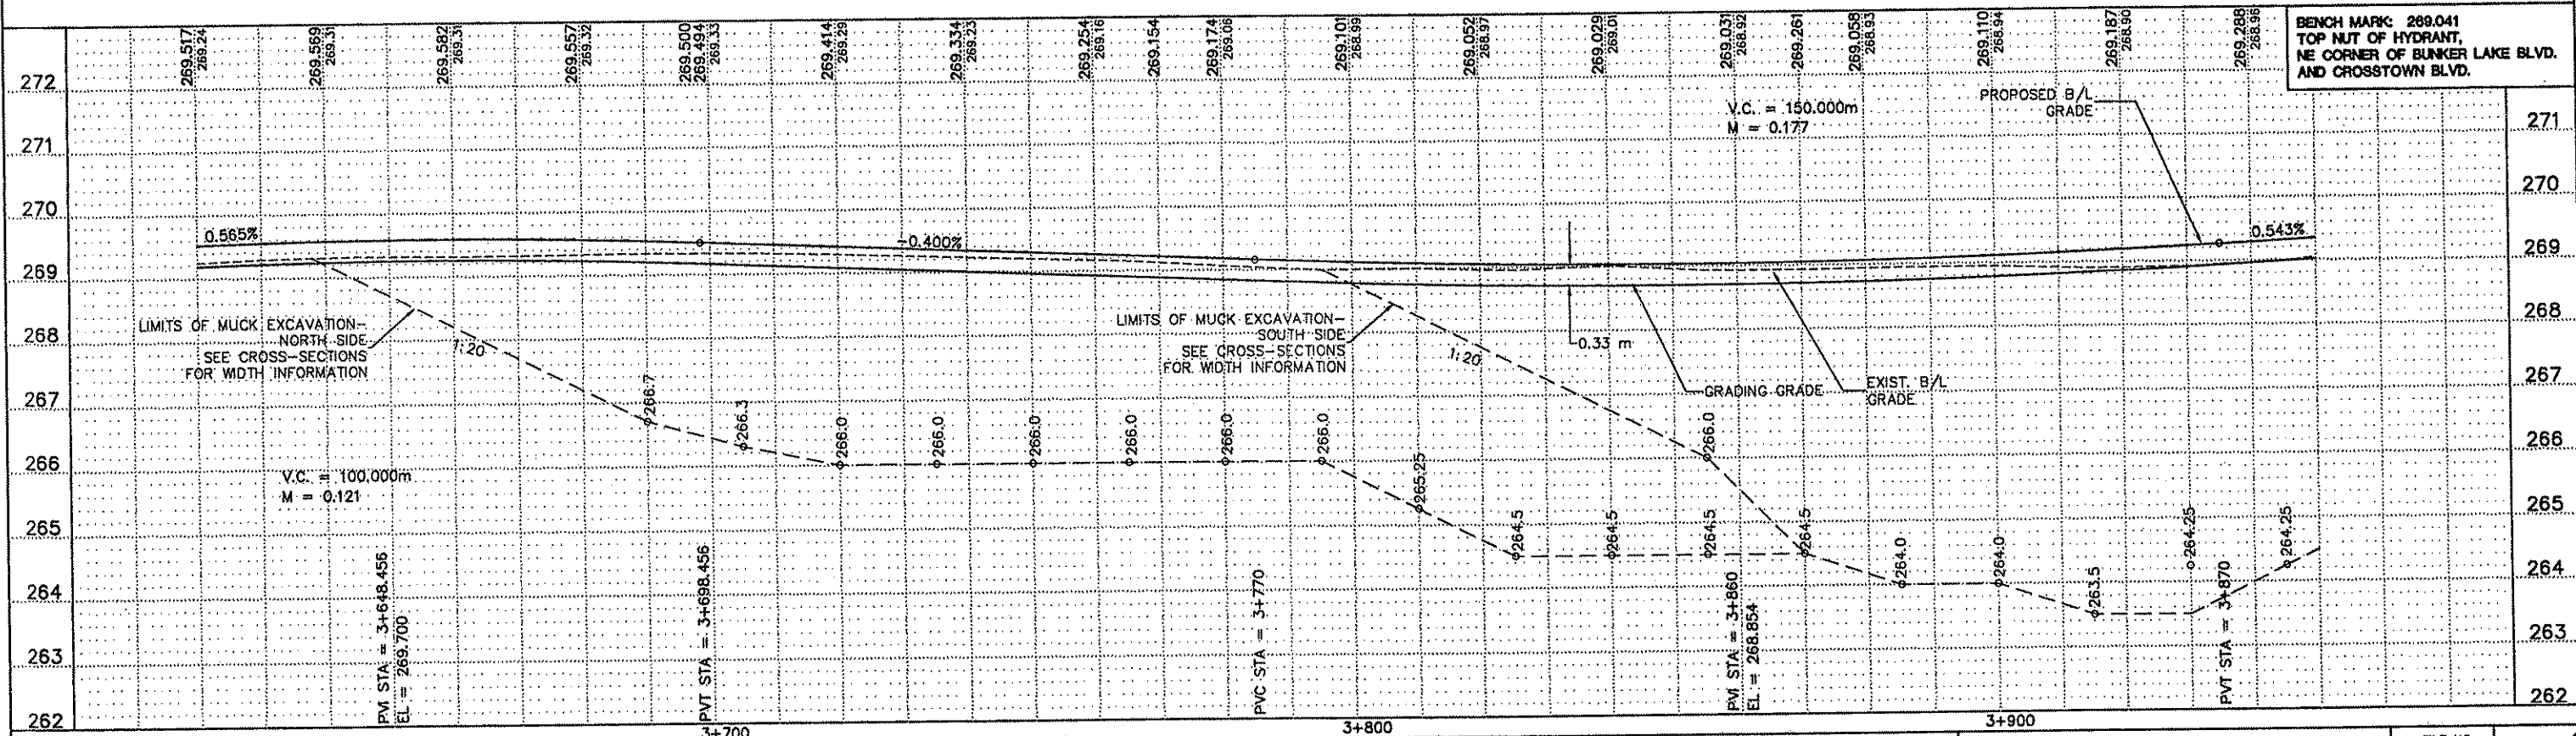 269.517
269.24
269.569
269.31
269.582
269.31
269.557
269.32
269.500
269.494
269.33
269.414
269.29
269.334
269.23
269.254
269.16
269.154
269.174
269.06
269.101
268.99
269.052
268.97
269.029
269.01
269.031
268.92
269.261
269.058
268.93
269.110
268.94
269.187
268.90
269.288
268.96
BENCH MARK: 269.041
TOP NUT OF HYDRANT,
NE CORNER OF BUNKER LAKE BLVD.
AND CROSSTOWN BLVD.
272
271
270
269
268
267
266
265
264
263
262
271
270
269
268
267
266
265
264
263
262
V.C. = 150.000m
M = 0.177
PROPOSED B/L
GRADE
0.565%
-0.400%
0.543%
LIMITS OF MUCK EXCAVATION-
NORTH SIDE
SEE CROSS-SECTIONS
FOR WIDTH INFORMATION
1:20
LIMITS OF MUCK EXCAVATION-
SOUTH SIDE
SEE CROSS-SECTIONS
FOR WIDTH INFORMATION
1:20
0.33 m
GRADING GRADE
EXIST. B/L
GRADE
266.7
266.3
266.0
266.0
266.0
266.0
266.0
266.0
265.25
264.5
264.5
266.0
264.5
264.5
264.0
264.0
263.5
264.25
264.25
V.C. = 100.000m
M = 0.121
PVI STA = 3+648.456
EL = 269.700
PVT STA = 3+698.456
PVC STA = 3+770
PVI STA = 3+860
EL = 268.854
PVT STA = 3+870
3+700
3+800
3+900